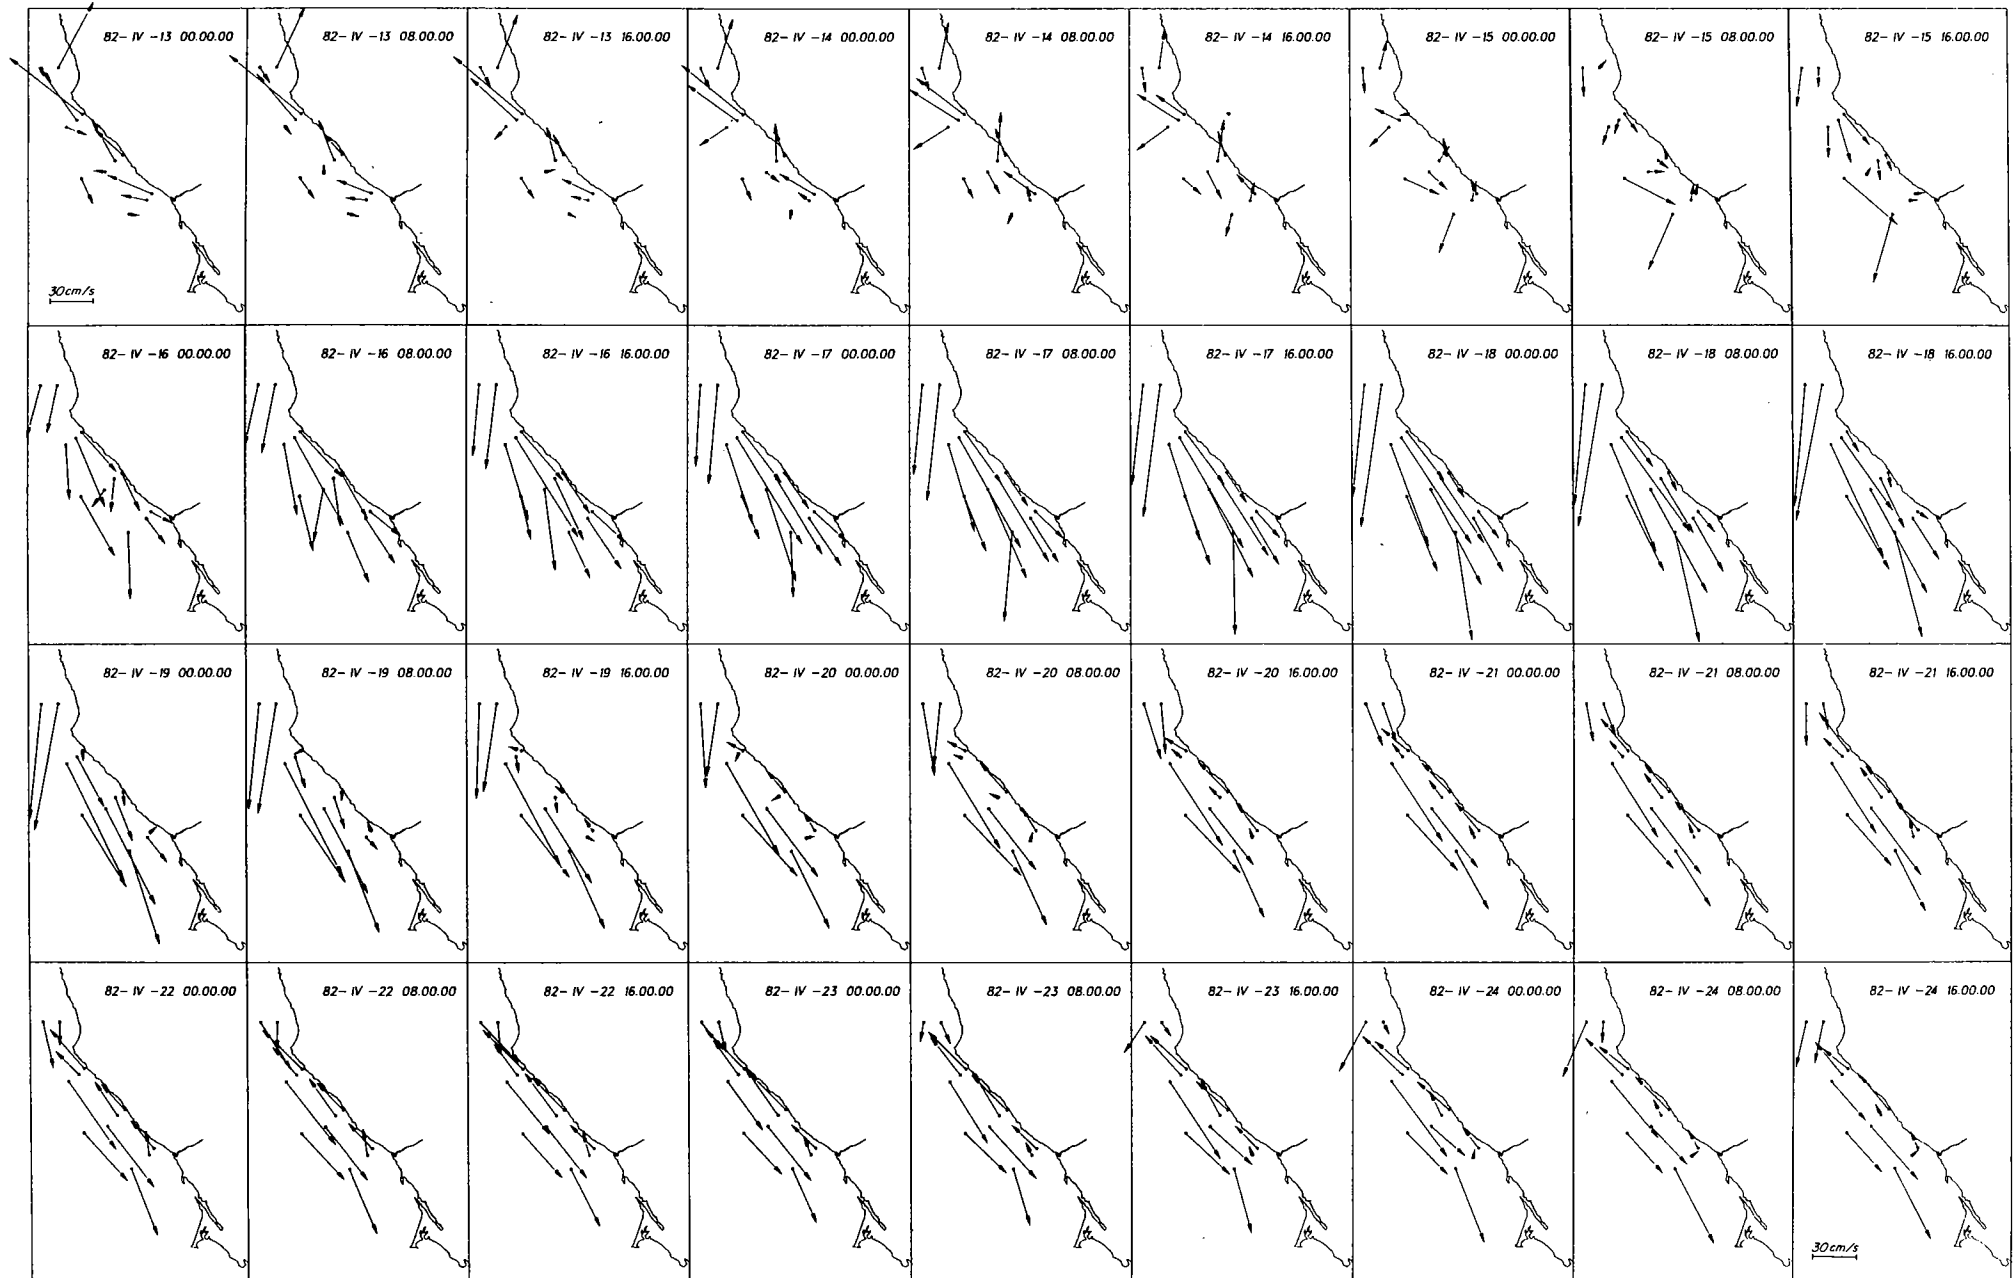 82- IV -13 00.00.00
82- IV -13 08.00.00
82- IV -13 16.00.00
82- IV -14 00.00.00
82- IV -14 08.00.00
82- IV -14 16.00.00
82- IV -15 00.00.00
82- IV -15 08.00.00
82- IV -15 16.00.00
30cm/s
82- IV -16 00.00.00
82- IV -16 08.00.00
82- IV -16 16.00.00
82- IV -17 00.00.00
82- IV -17 08.00.00
82- IV -17 16.00.00
82- IV -18 00.00.00
82- IV -18 08.00.00
82- IV -18 16.00.00
82- IV -19 00.00.00
82- IV -19 08.00.00
82- IV -19 16.00.00
82- IV -20 00.00.00
82- IV -20 08.00.00
82- IV -20 16.00.00
82- IV -21 00.00.00
82- IV -21 08.00.00
82- IV -21 16.00.00
82- IV -22 00.00.00
82- IV -22 08.00.00
82- IV -22 16.00.00
82- IV -23 00.00.00
82- IV -23 08.00.00
82- IV -23 16.00.00
82- IV -24 00.00.00
82- IV -24 08.00.00
82- IV -24 16.00.00
30cm/s